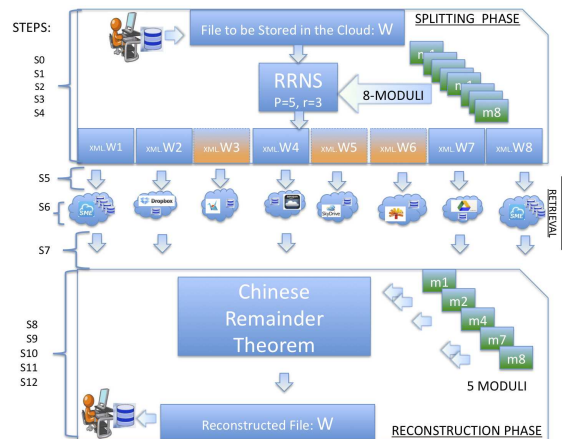 STEPS:
SPLITTING PHASE
File to be Stored in the Cloud: W
S0
S1
S2
S3
S4
RRNS
P=5, r=3
8-MODULI
m8
XML W1
XML W2
XML W3
XML W4
XML W5
XML W6
XML W7
XML W8
S5
S6
SME
Dropbox
SkyDrive
SME
RETRIEVAL
S7
Chinese
Remainder
Theorem
m1
m2
m4
m7
m8
5 MODULI
S8
S9
S10
S11
S12
Reconstructed File: W
RECONSTRUCTION PHASE